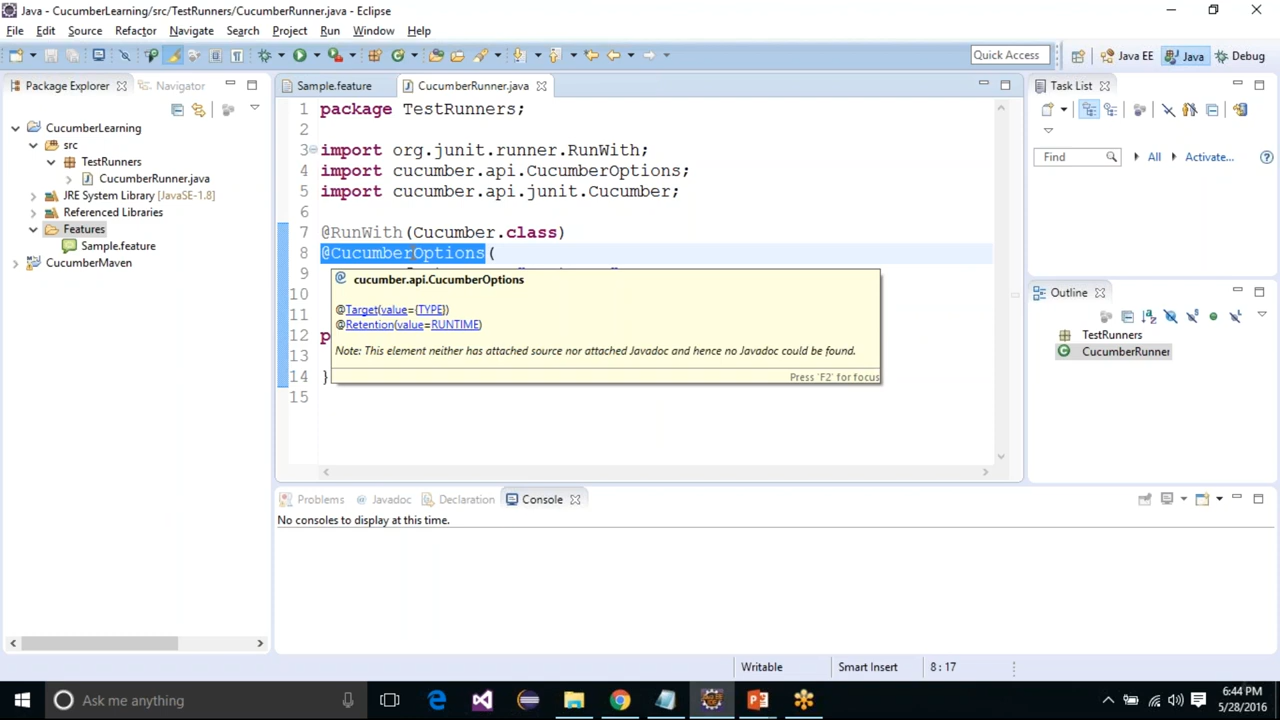 Java - CucumberLearning/src/TestRunners/CucumberRunner.java - Eclipse
File Edit Source Refactor Navigate Search Project Run Window Help
Quick Access Java EE Java Debug
Package Explorer Navigator
CucumberLearning
src
TestRunners
CucumberRunner.java
JRE System Library [JavaSE-1.8]
Referenced Libraries
Features
Sample.feature
CucumberMaven
Sample.feature CucumberRunner.java
1 package TestRunners;
2
3 import org.junit.runner.RunWith;
4 import cucumber.api.CucumberOptions;
5 import cucumber.api.junit.Cucumber;
6
7 @RunWith(Cucumber.class)
8 @CucumberOptions(
9
10
11
12 p
13
14 }
15
@ cucumber.api.CucumberOptions
@Target(value={TYPE})
@Retention(value=RUNTIME)
Note: This element neither has attached source nor attached Javadoc and hence no Javadoc could be found.
Press 'F2' for focus
Task List
Find All Activate...
Outline
TestRunners
CucumberRunner
Problems @ Javadoc Declaration Console
No consoles to display at this time.
Writable Smart Insert 8 : 17
Ask me anything
6:44 PM
5/28/2016